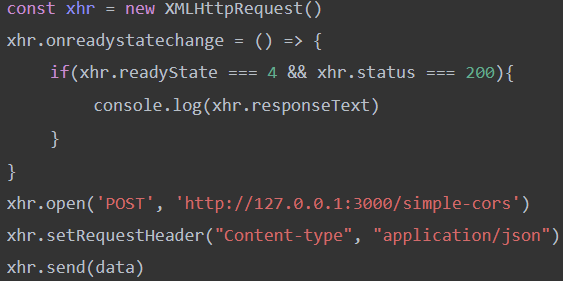 const xhr = new XMLHttpRequest()
xhr.onreadystatechange = () => {
    if(xhr.readyState === 4 && xhr.status === 200){
        console.log(xhr.responseText)
    }
}
xhr.open('POST', 'http://127.0.0.1:3000/simple-cors')
xhr.setRequestHeader("Content-type", "application/json")
xhr.send(data)